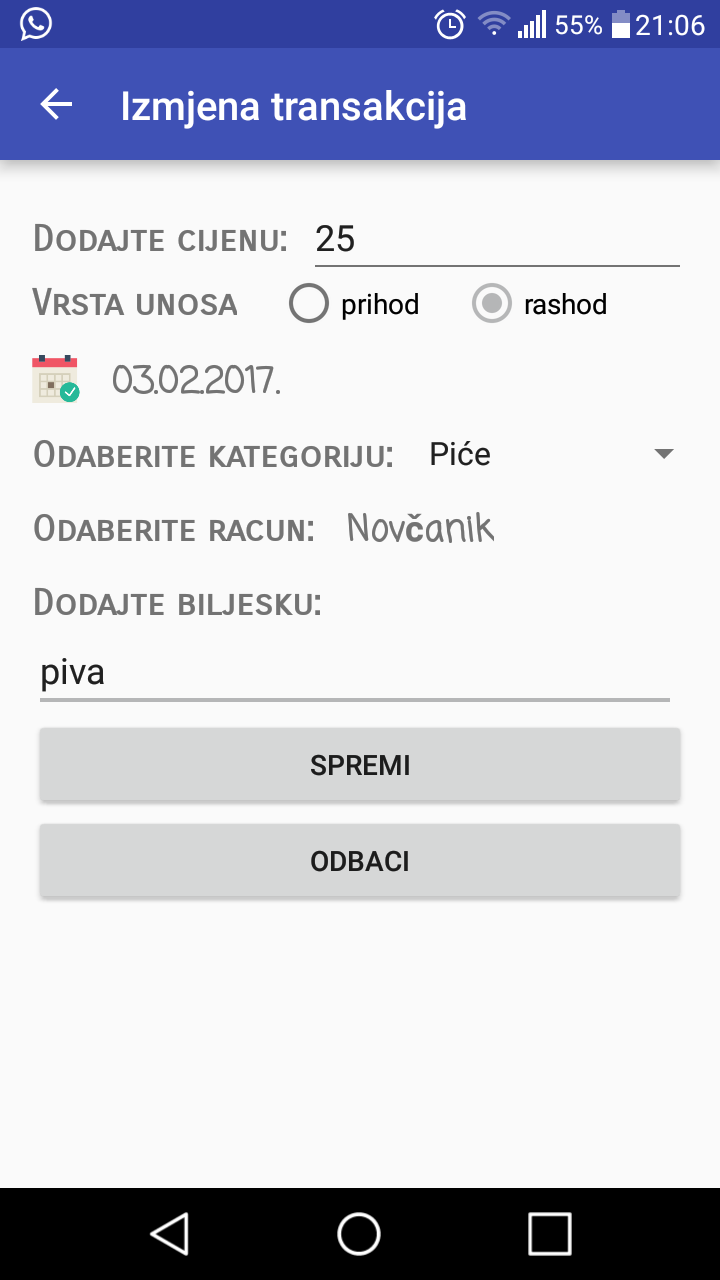 55% 21:06
Izmjena transakcija
Dodajte cijenu: 25
Vrsta unosa prihod rashod
03.02.2017.
Odaberite kategoriju: Piće
Odaberite racun: Novčanik
Dodajte biljesku:
piva
SPREMI
ODBACI